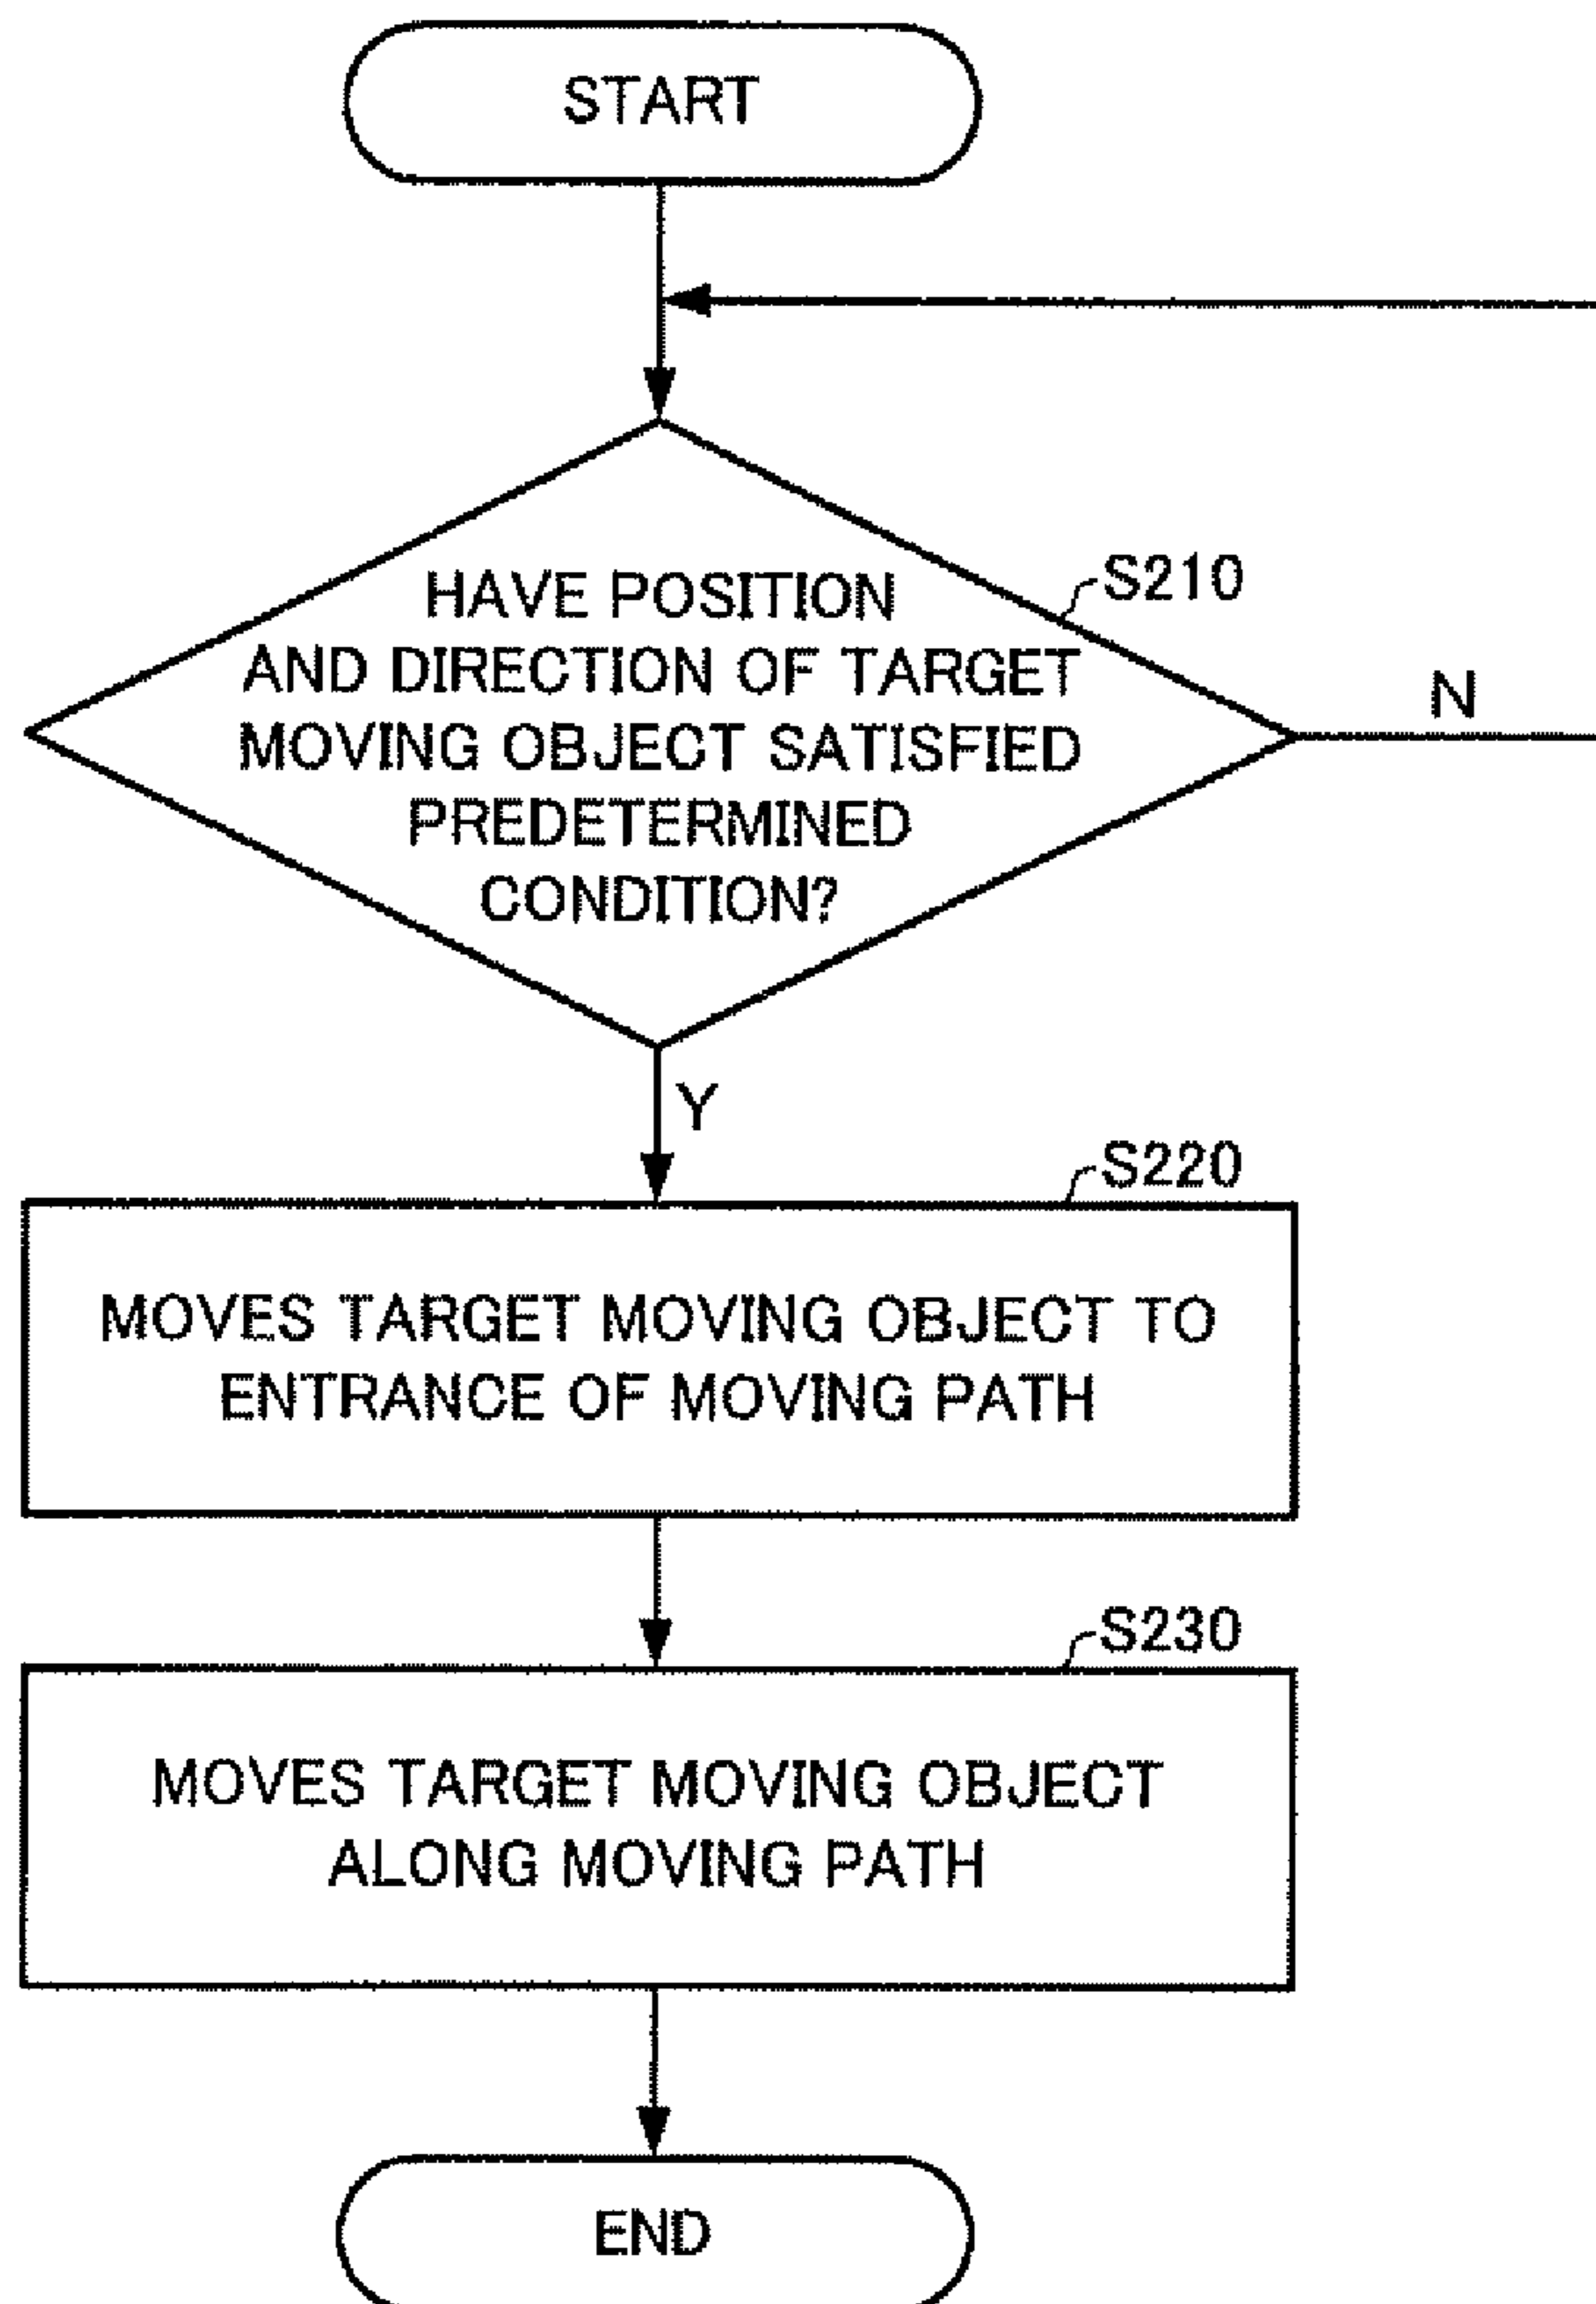 START
HAVE POSITION
AND DIRECTION OF TARGET
MOVING OBJECT SATISFIED
PREDETERMINED
CONDITION?
S210
N
Y
S220
MOVES TARGET MOVING OBJECT TO
ENTRANCE OF MOVING PATH
S230
MOVES TARGET MOVING OBJECT
ALONG MOVING PATH
END